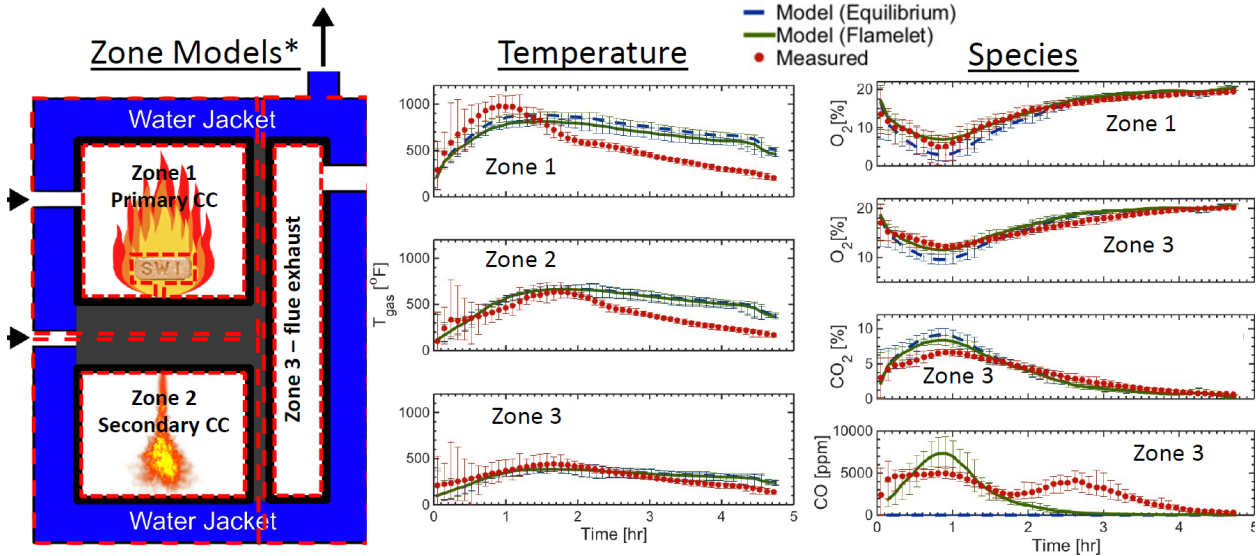 Zone Models*
Water Jacket
Zone 1
Primary CC
SWI
Zone 2
Secondary CC
Zone 3 – flue exhaust
Water Jacket
Temperature
Model (Equilibrium)
Model (Flamelet)
Measured
Species
1000
500
0
Zone 1
1000
500
0
Zone 2
T gas [°F]
1000
500
0
Zone 3
0 1 2 3 4 5
Time [hr]
20
10
0
O2 [%]
Zone 1
20
10
O2 [%]
Zone 3
10
5
0
CO2 [%]
Zone 3
10000
5000
0
CO [ppm]
Zone 3
0 1 2 3 4 5
Time [hr]